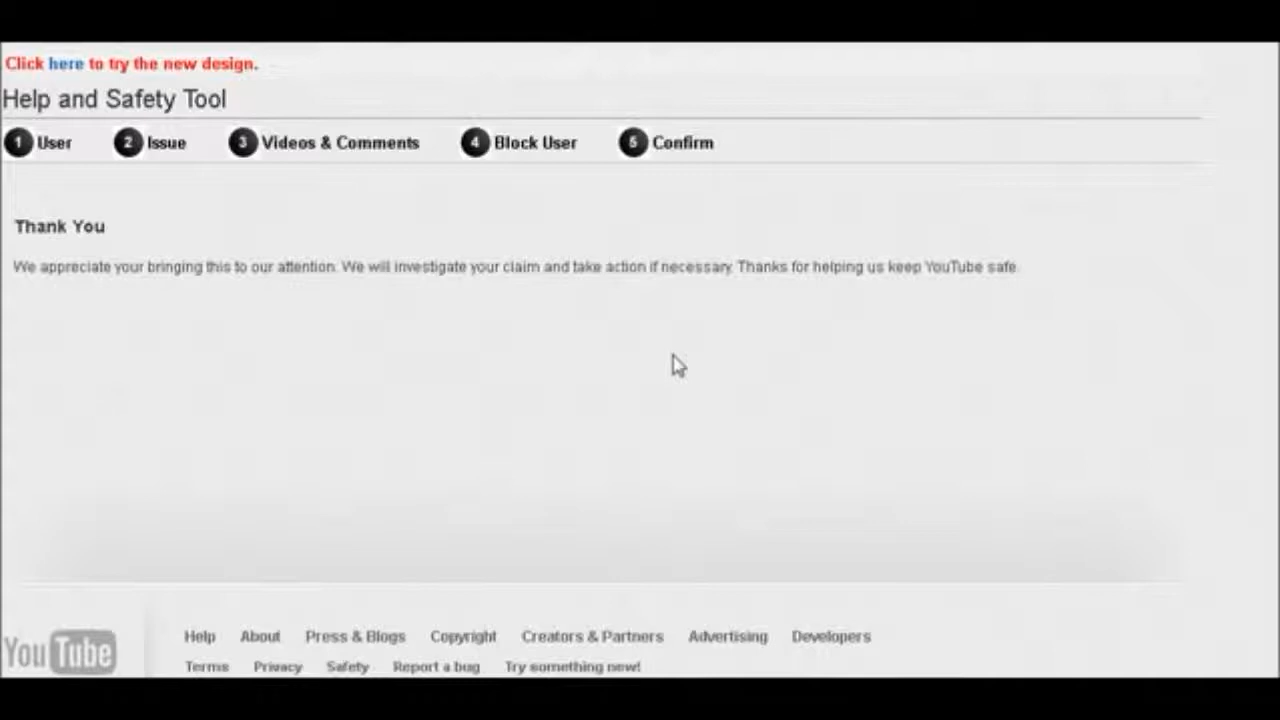 Click here to try the new design.
Help and Safety Tool
1 User 2 Issue 3 Videos & Comments 4 Block User 5 Confirm
Thank You
We appreciate your bringing this to our attention. We will investigate your claim and take action if necessary. Thanks for helping us keep YouTube safe.
YouTube
Help About Press & Blogs Copyright Creators & Partners Advertising Developers
Terms Privacy Safety Report a bug Try something new!